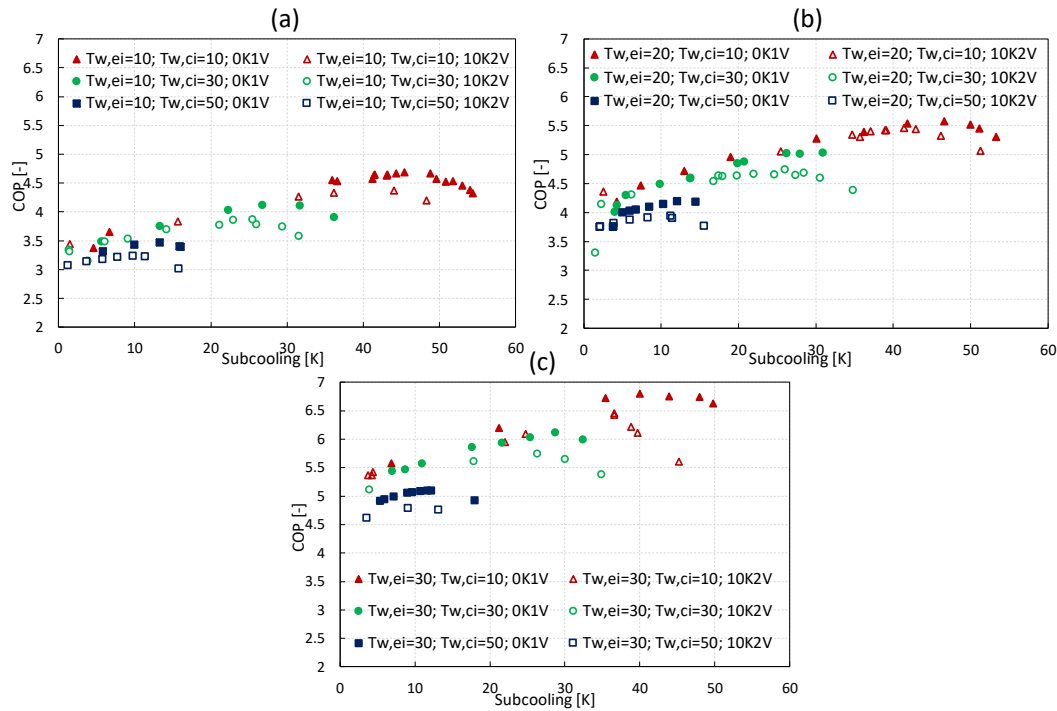 (a)
7
6.5
6
5.5
5
4.5
4
3.5
3
2.5
2
COP [-]
Tw,ei=10; Tw,ci=10; 0K1V
Tw,ei=10; Tw,ci=10; 10K2V
Tw,ei=10; Tw,ci=30; 0K1V
Tw,ei=10; Tw,ci=30; 10K2V
Tw,ei=10; Tw,ci=50; 0K1V
Tw,ei=10; Tw,ci=50; 10K2V
0 10 20 30 40 50 60
Subcooling [K]
(b)
7
6.5
6
5.5
5
4.5
4
3.5
3
2.5
2
COP [-]
Tw,ei=20; Tw,ci=10; 0K1V
Tw,ei=20; Tw,ci=10; 10K2V
Tw,ei=20; Tw,ci=30; 0K1V
Tw,ei=20; Tw,ci=30; 10K2V
Tw,ei=20; Tw,ci=50; 0K1V
Tw,ei=20; Tw,ci=50; 10K2V
0 10 20 30 40 50 60
Subcooling [K]
(c)
7
6.5
6
5.5
5
4.5
4
3.5
3
2.5
2
COP [-]
Tw,ei=30; Tw,ci=10; 0K1V
Tw,ei=30; Tw,ci=10; 10K2V
Tw,ei=30; Tw,ci=30; 0K1V
Tw,ei=30; Tw,ci=30; 10K2V
Tw,ei=30; Tw,ci=50; 0K1V
Tw,ei=30; Tw,ci=50; 10K2V
0 10 20 30 40 50 60
Subcooling [K]